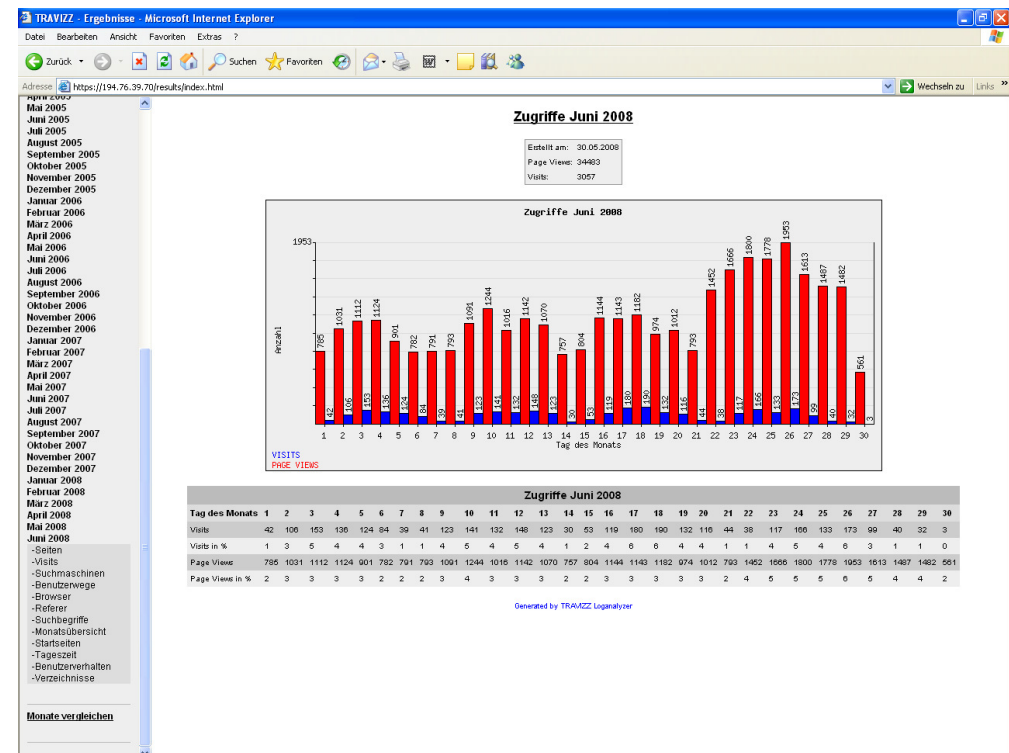 TRAVIZZ - Ergebnisse - Microsoft Internet Explorer
Datei Bearbeiten Ansicht Favoriten Extras ?
Zurück Suchen Favoriten
Adresse https://194.76.39.70/results/index.html Wechseln zu Links »
April 2005
Mai 2005
Juni 2005
Juli 2005
August 2005
September 2005
Oktober 2005
November 2005
Dezember 2005
Januar 2006
Februar 2006
März 2006
April 2006
Mai 2006
Juni 2006
Juli 2006
August 2006
September 2006
Oktober 2006
November 2006
Dezember 2006
Januar 2007
Februar 2007
März 2007
April 2007
Mai 2007
Juni 2007
Juli 2007
August 2007
September 2007
Oktober 2007
November 2007
Dezember 2007
Januar 2008
Februar 2008
März 2008
April 2008
Mai 2008
Juni 2008
-Seiten
-Visits
-Suchmaschinen
-Benutzerwege
-Browser
-Referer
-Suchbegriffe
-Monatsübersicht
-Startseiten
-Tageszeit
-Benutzerverhalten
-Verzeichnisse
Monate vergleichen
Zugriffe Juni 2008
Erstellt am: 30.05.2008
Page Views: 34483
Visits: 3057
Zugriffe Juni 2008
1953
Anzahl
785 42 1031 106 1112 153 1124 136 901 124 782 84 791 39 793 41 1091 123 1244 141 1016 132 1142 148 1070 123 757 30 804 53 1144 119 1143 180 1182 190 974 132 1012 116 793 44 1452 38 1666 117 1800 166 1778 133 1953 173 1613 99 1487 40 1482 32 561 3
1 2 3 4 5 6 7 8 9 10 11 12 13 14 15 16 17 18 19 20 21 22 23 24 25 26 27 28 29 30
Tag des Monats
VISITS
PAGE VIEWS
Zugriffe Juni 2008
Tag des Monats 1 2 3 4 5 6 7 8 9 10 11 12 13 14 15 16 17 18 19 20 21 22 23 24 25 26 27 28 29 30
Visits 42 106 153 136 124 84 39 41 123 141 132 148 123 30 53 119 180 190 132 116 44 38 117 166 133 173 99 40 32 3
Visits in % 1 3 5 4 4 3 1 1 4 5 4 5 4 1 2 4 6 6 4 4 1 1 4 5 4 6 3 1 1 0
Page Views 785 1031 1112 1124 901 782 791 793 1091 1244 1016 1142 1070 757 804 1144 1143 1182 974 1012 793 1452 1666 1800 1778 1953 1613 1487 1482 561
Page Views in % 2 3 3 3 3 2 2 2 3 4 3 3 3 2 2 3 3 3 3 3 2 4 5 5 5 6 5 4 4 2
Generated by TRAVIZZ Loganalyzer